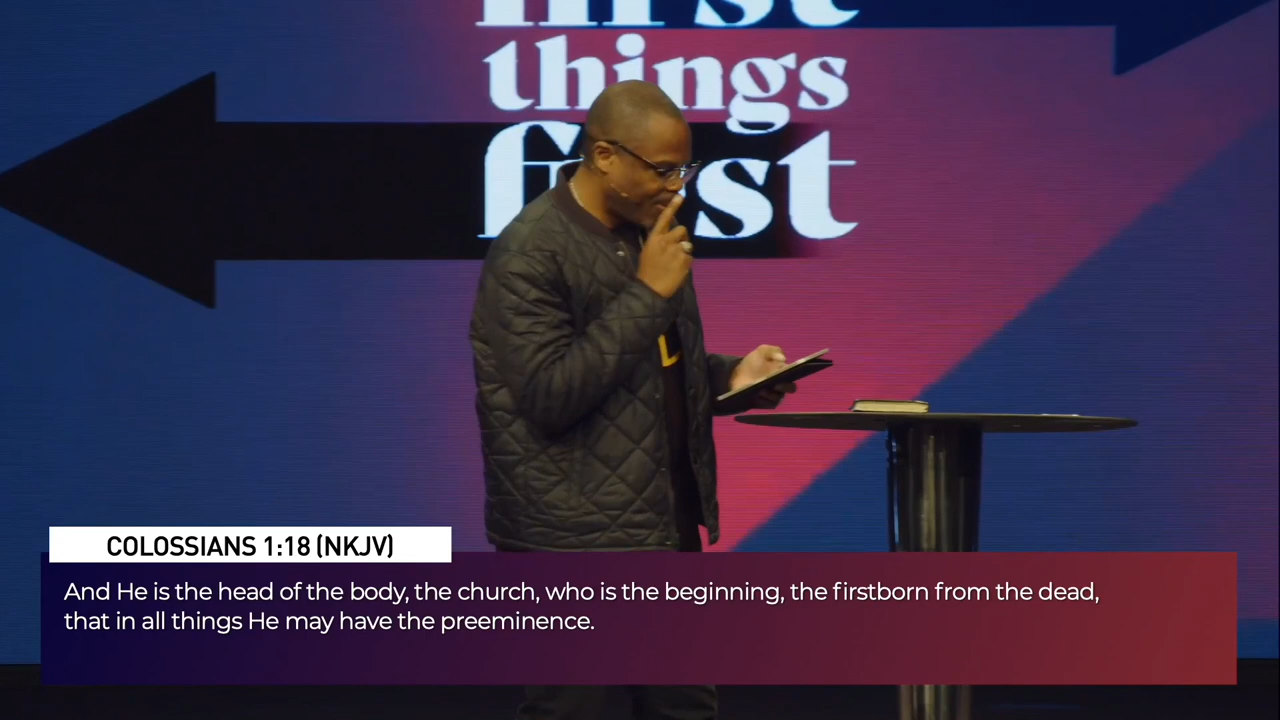 first
things
first
L
COLOSSIANS 1:18 (NKJV)
And He is the head of the body, the church, who is the beginning, the firstborn from the dead,
that in all things He may have the preeminence.